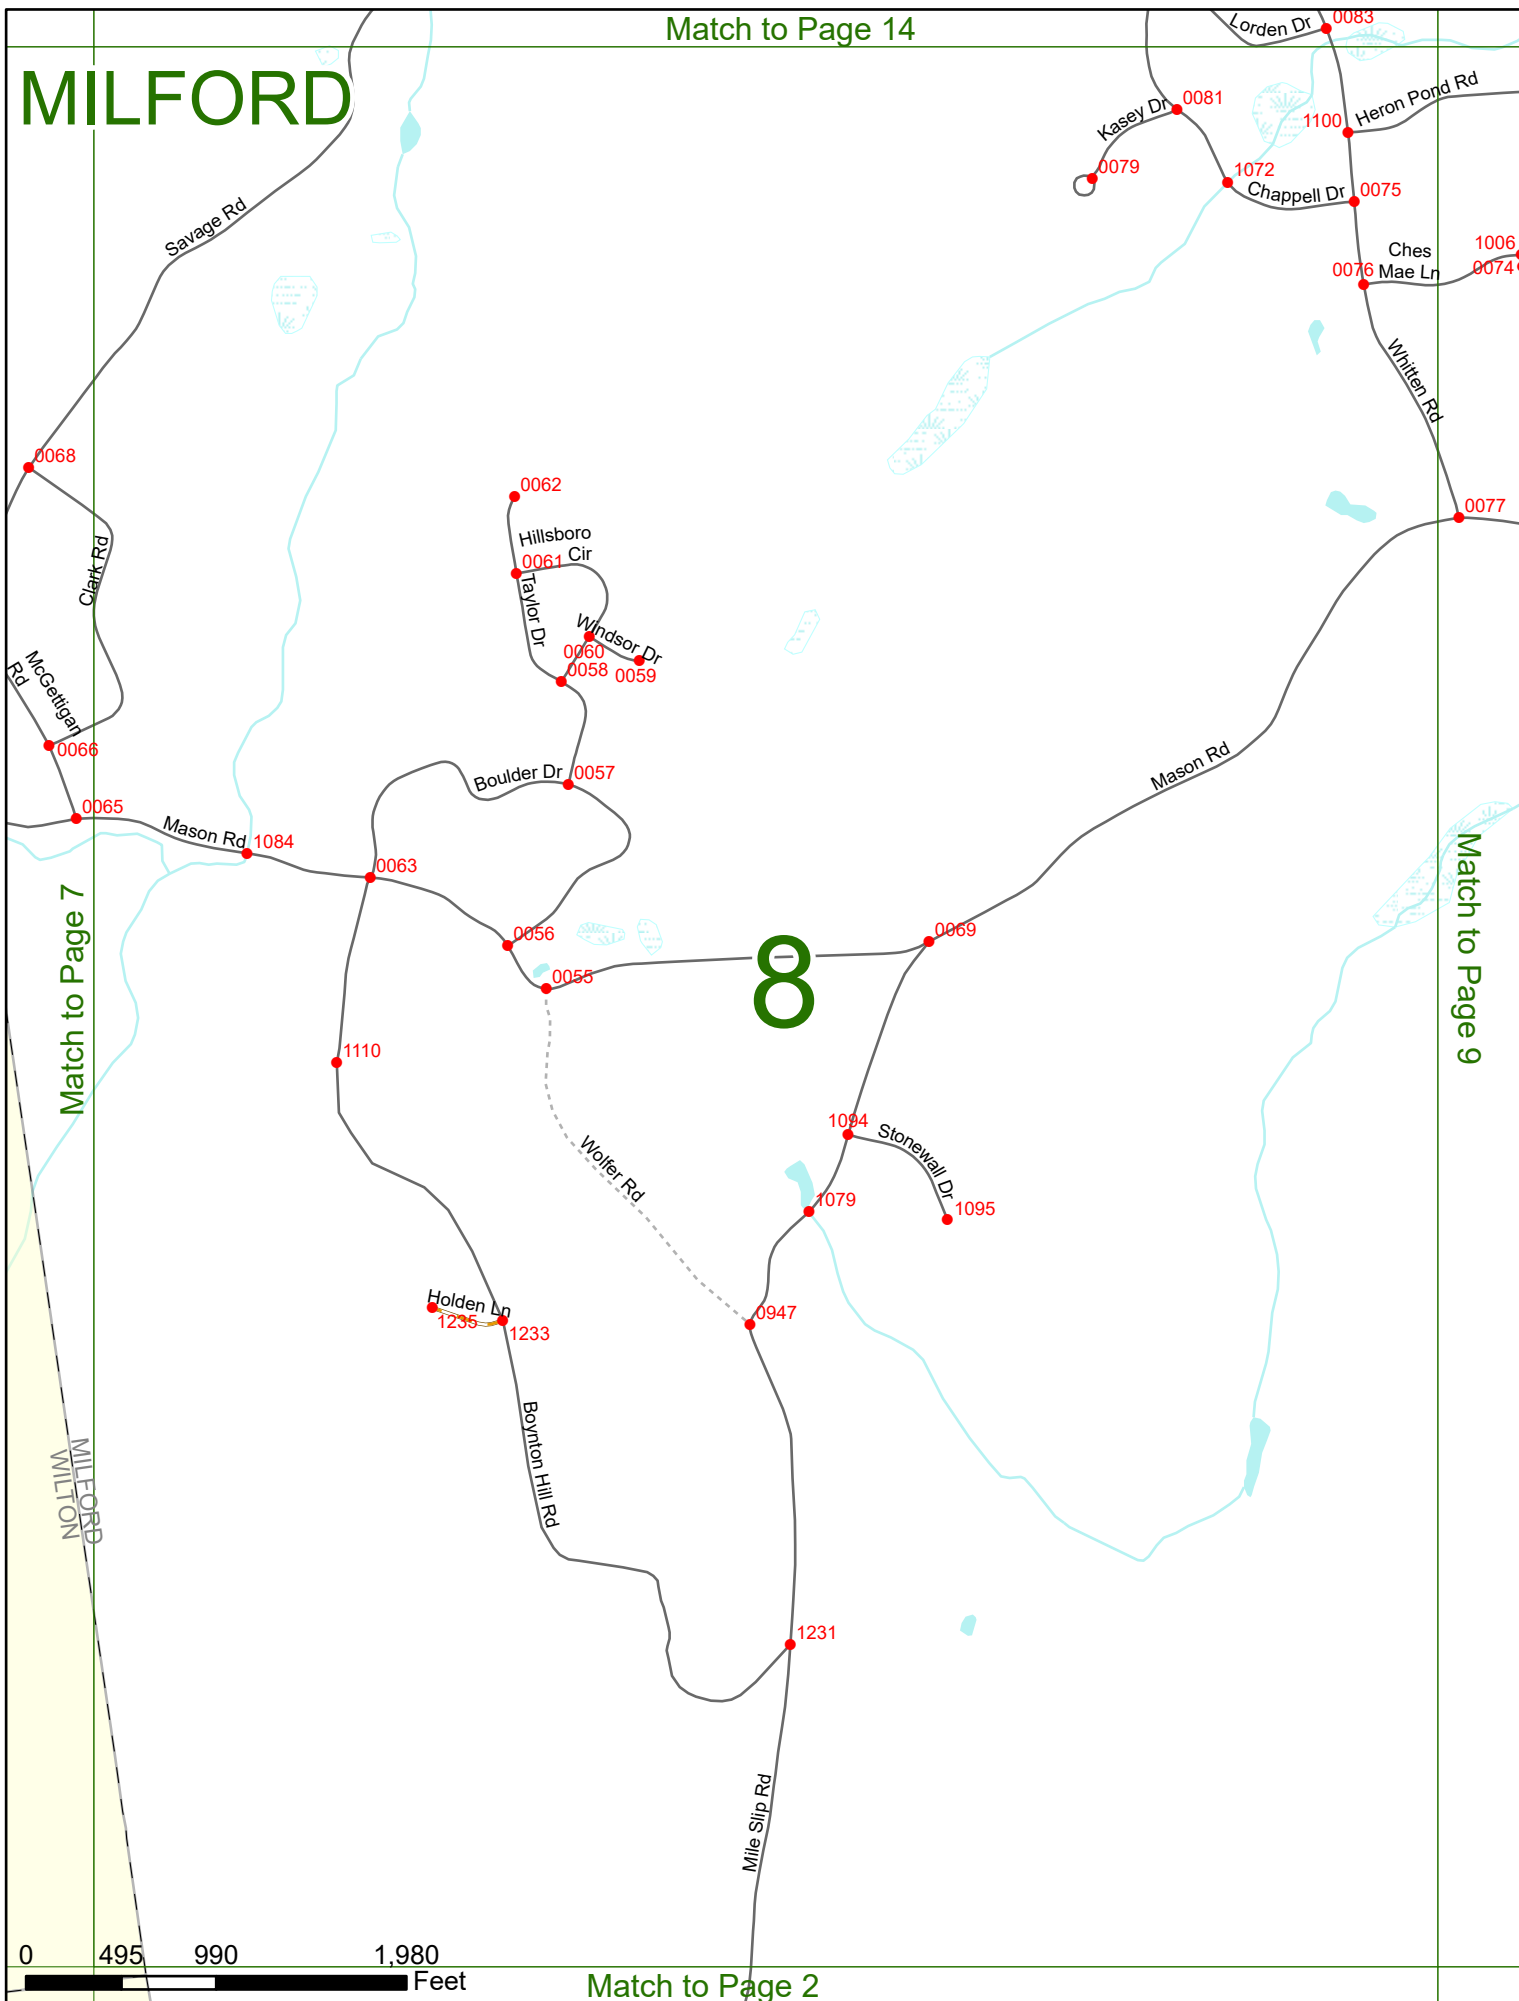 Match to Page 14
MILFORD
Lorden Dr
0083
Kasey Dr
0081
1100
Heron Pond Rd
0079
1072
Chappell Dr
0075
Savage Rd
Ches
Mae Ln
1006
0074
0076
Whitten Rd
0068
0062
0077
Hillsboro
Cir
0061
Taylor Dr
Clark Rd
Windsor Dr
0060
0058
0059
McGettigan
Rd
0066
Boulder Dr
0057
Mason Rd
0065
Mason Rd
1084
0063
Match to Page 7
Match to Page 9
0056
0069
8
0055
1110
1094
Stonewall Dr
Wolfer Rd
1079
1095
Holden Ln
1235
1233
0947
Boynton Hill Rd
MILFORD
WILTON
1231
Mile Slip Rd
0 495 990 1,980
Feet
Match to Page 2